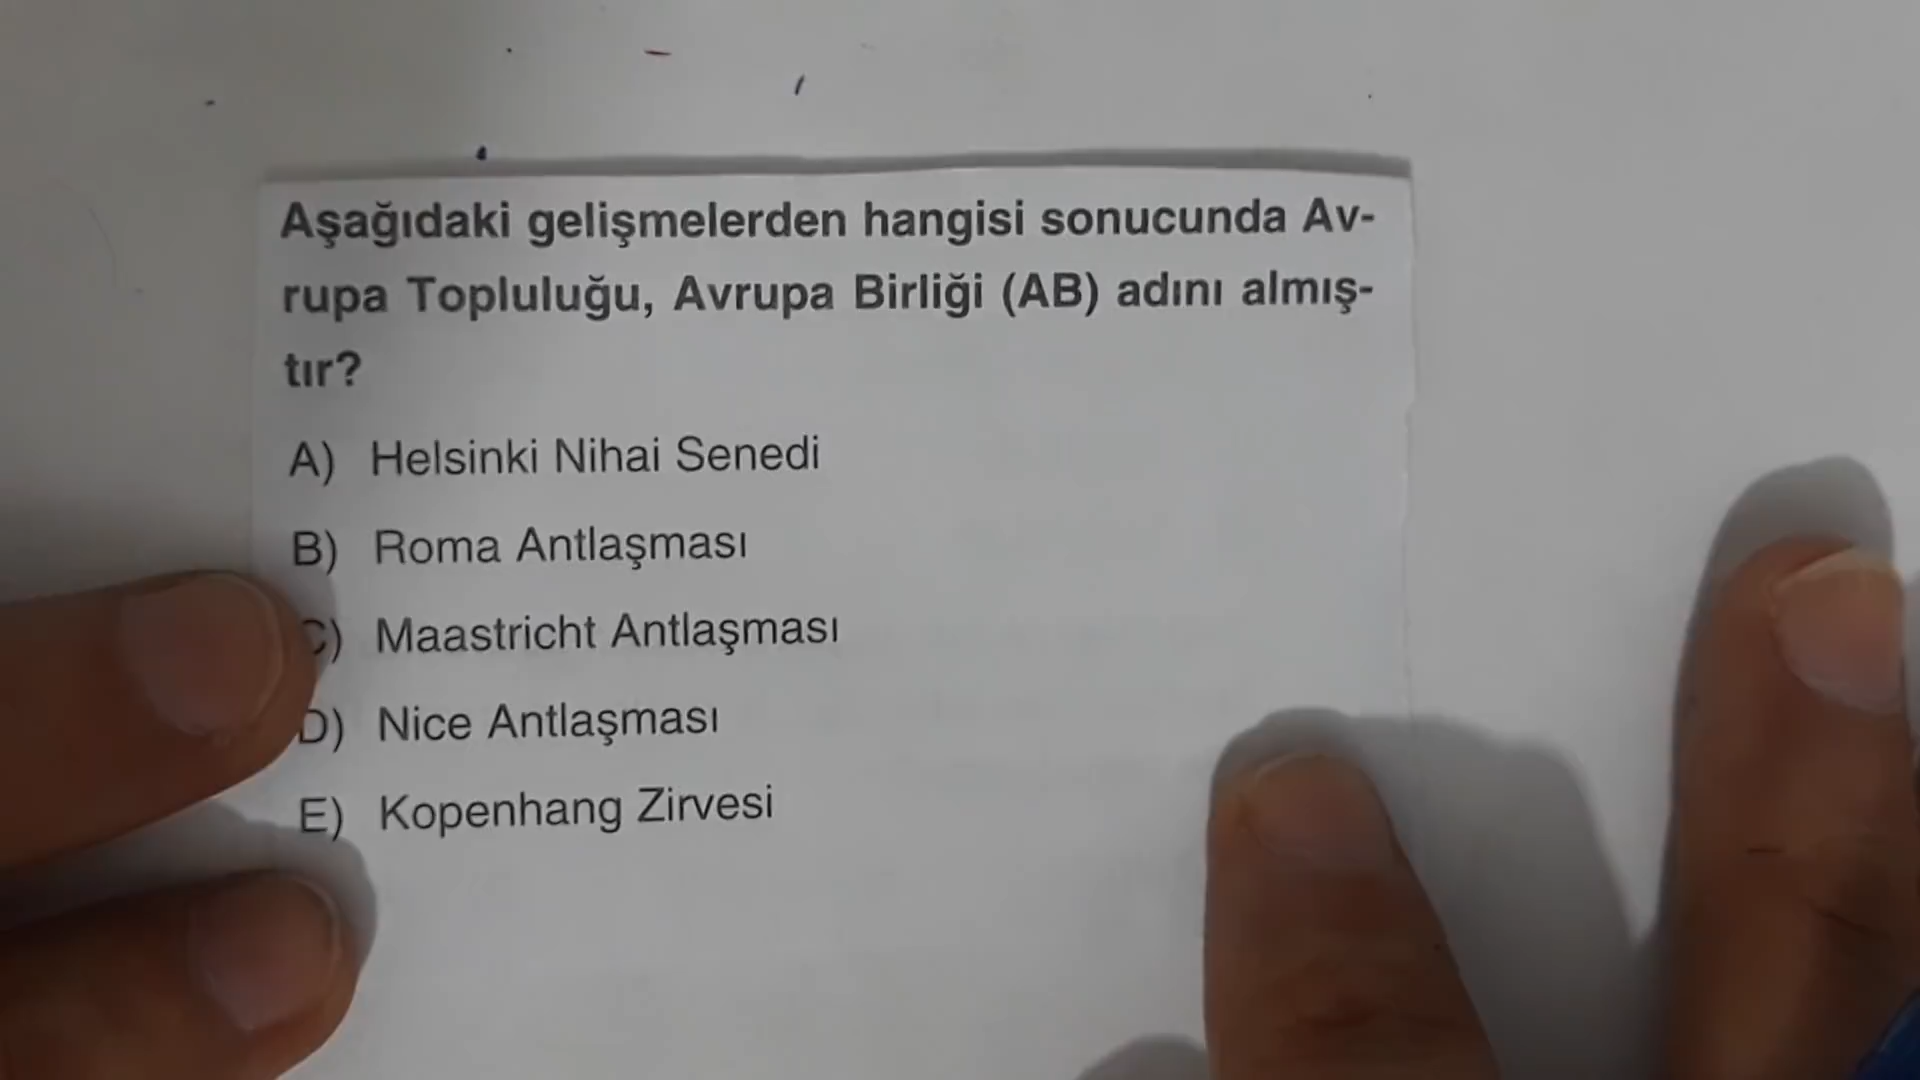 Aşağıdaki gelişmelerden hangisi sonucunda Av-
rupa Topluluğu, Avrupa Birliği (AB) adını almış-
tır?
A) Helsinki Nihai Senedi
B) Roma Antlaşması
C) Maastricht Antlaşması
D) Nice Antlaşması
E) Kopenhang Zirvesi